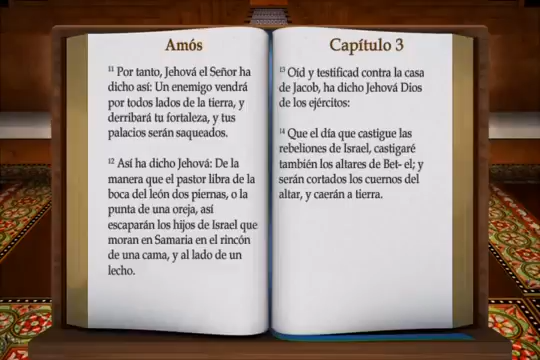 Amós
11 Por tanto, Jehová el Señor ha
dicho así: Un enemigo vendrá
por todos lados de la tierra, y
derribará tu fortaleza, y tus
palacios serán saqueados.
12 Así ha dicho Jehová: De la
manera que el pastor libra de la
boca del león dos piernas, o la
punta de una oreja, así
escaparán los hijos de Israel que
moran en Samaria en el rincón
de una cama, y al lado de un
lecho.
Capítulo 3
13 Oíd y testificad contra la casa
de Jacob, ha dicho Jehová Dios
de los ejércitos:
14 Que el día que castigue las
rebeliones de Israel, castigaré
también los altares de Bet- el; y
serán cortados los cuernos del
altar, y caerán a tierra.